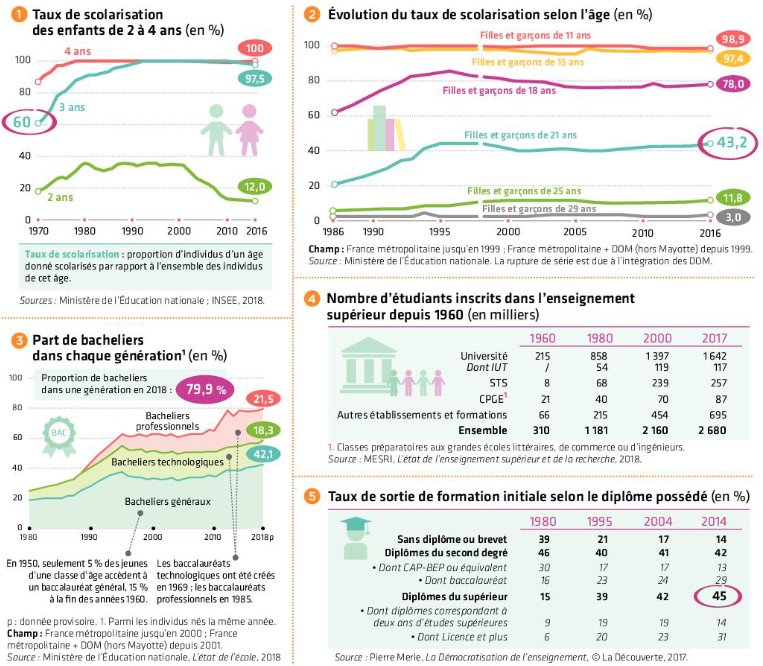 1 Taux de scolarisation
des enfants de 2 à 4 ans (en %)
4 ans
100
100
97,5
80
3 ans
60
40
2 ans
20
12,0
0
1970 1980 1990 2000 2010 2016
Taux de scolarisation : proportion d'individus d'un âge
donné scolarisés par rapport à l'ensemble des individus
de cet âge.
Sources : Ministère de l'Éducation nationale ; INSEE, 2018.
2 Évolution du taux de scolarisation selon l'âge (en %)
Filles et garçons de 11 ans
98,9
100
Filles et garçons de 15 ans
97,4
80
Filles et garçons de 18 ans
78,0
60
Filles et garçons de 21 ans
43,2
40
20
Filles et garçons de 25 ans
11,8
Filles et garçons de 29 ans
3,0
0
1986 1990 1995 2000 2005 2010 2016
Champ : France métropolitaine jusqu'en 1999 ; France métropolitaine + DOM (hors Mayotte) depuis 1999.
Source : Ministère de l'Éducation nationale. La rupture de série est due à l'intégration des DOM.
3 Part de bacheliers
dans chaque génération¹ (en %)
100
Proportion de bacheliers
dans une génération en 2018 : 79,9 %
80
21,5
Bacheliers
professionnels
60
BAC
18,3
Bacheliers technologiques
42,1
40
20
Bacheliers généraux
0
1980 1990 2000 2010 2018p
En 1950, seulement 5 % des jeunes
d'une classe d'âge accèdent à
un baccalauréat général, 15 %
à la fin des années 1960.
Les baccalauréats
technologiques ont été créés
en 1969 ; les baccalauréats
professionnels en 1985.
p : donnée provisoire. 1. Parmi les individus nés la même année.
Champ : France métropolitaine jusqu'en 2000 ; France
métropolitaine + DOM (hors Mayotte) depuis 2001.
Source : Ministère de l'Éducation nationale, L'état de l'école, 2018
4 Nombre d'étudiants inscrits dans l'enseignement
supérieur depuis 1960 (en milliers)
1960 1980 2000 2017
Université 215 858 1 397 1 642
Dont IUT / 54 119 117
STS 8 68 239 257
CPGE¹ 21 40 70 87
Autres établissements et formations 66 215 454 695
Ensemble 310 1 181 2 160 2 680
1. Classes préparatoires aux grandes écoles littéraires, de commerce ou d'ingénieurs.
Source : MESRI, L'état de l'enseignement supérieur et de la recherche, 2018.
5 Taux de sortie de formation initiale selon le diplôme possédé (en %)
1980 1995 2004 2014
Sans diplôme ou brevet 39 21 17 14
Diplômes du second degré 46 40 41 42
• Dont CAP-BEP ou équivalent 30 17 17 13
• Dont baccalauréat 16 23 24 29
Diplômes du supérieur 15 39 42 45
• Dont diplômes correspondant à
deux ans d'études supérieures 9 19 19 14
• Dont Licence et plus 6 20 23 31
Source : Pierre Merle, La Démocratisation de l'enseignement, © La Découverte, 2017.